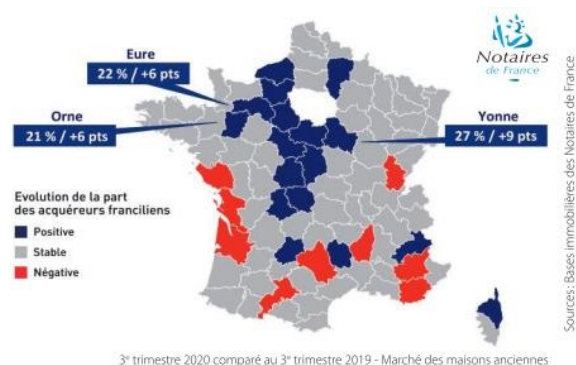 Notaires
de France
Eure
22 % / +6 pts
Orne
21 % / +6 pts
Yonne
27 % / +9 pts
Evolution de la part
des acquéreurs franciliens
Positive
Stable
Négative
Sources: Bases immobilières des Notaires de France
3e trimestre 2020 comparé au 3e trimestre 2019 - Marché des maisons anciennes